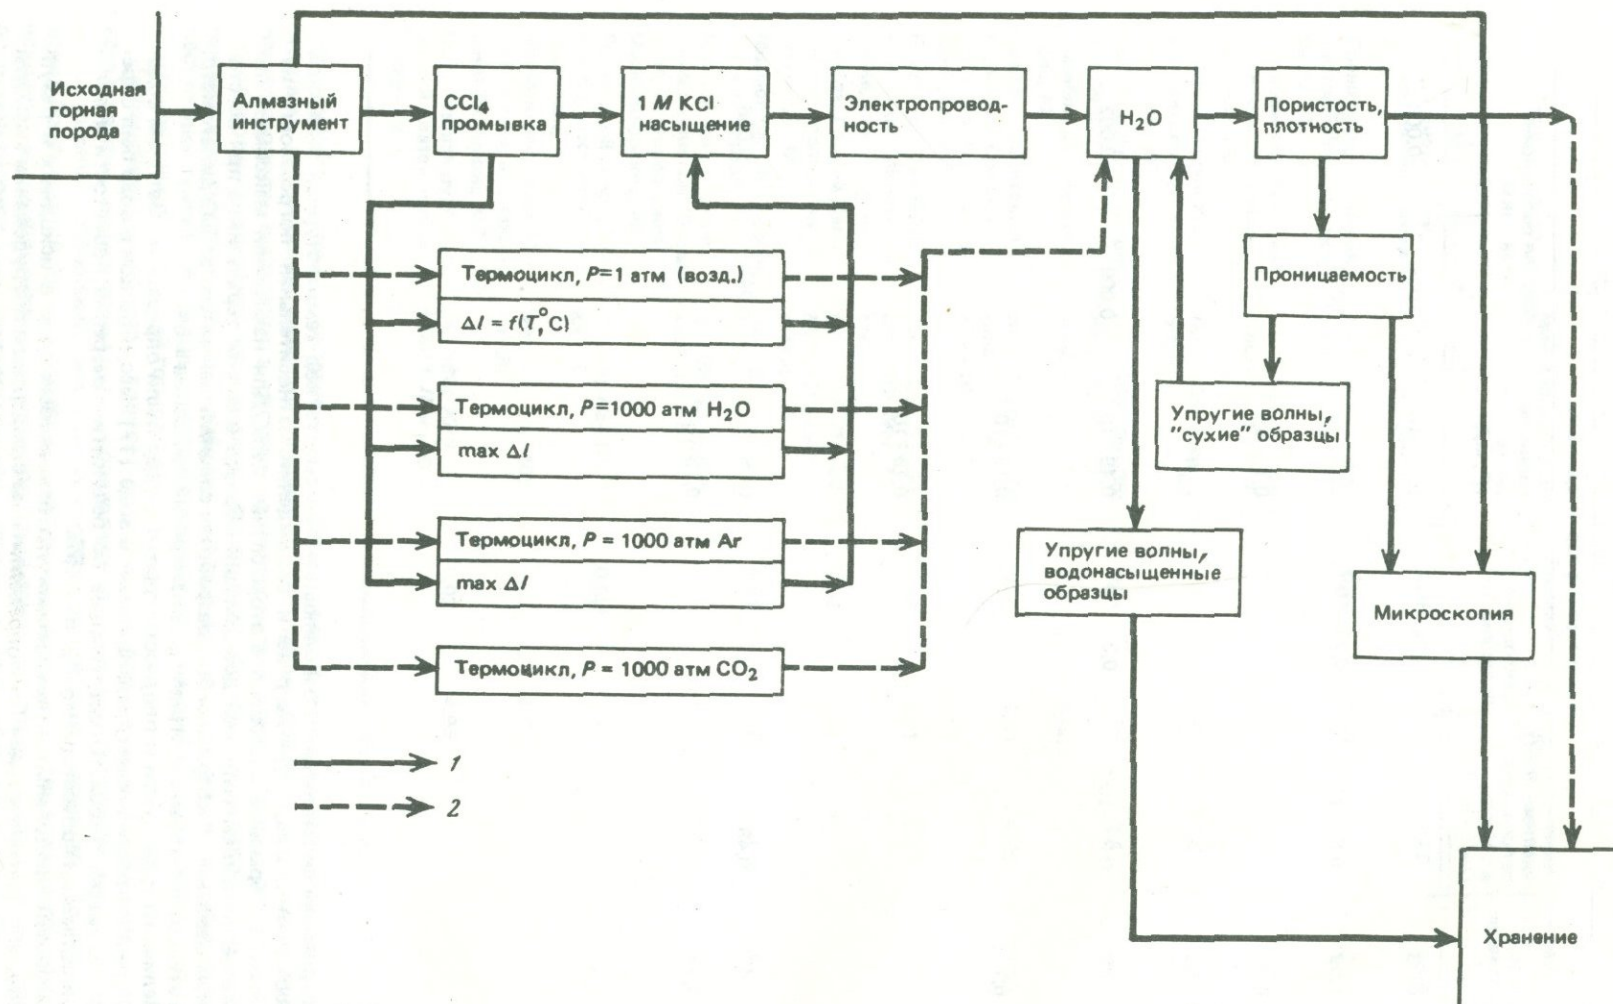 Исходная
горная
порода
Алмазный
инструмент
CCl₄
промывка
1 M KCl
насыщение
Электропровод-
ность
H₂O
Пористость,
плотность
Проницаемость
Упругие волны,
"сухие" образцы
Термоцикл, P=1 атм (возд.)
Δl = f(T,°C)
Термоцикл, P=1000 атм H₂O
max Δl
Термоцикл, P = 1000 атм Ar
max Δl
Термоцикл, P = 1000 атм CO₂
Упругие волны,
водонасыщенные
образцы
Микроскопия
1
2
Хранение